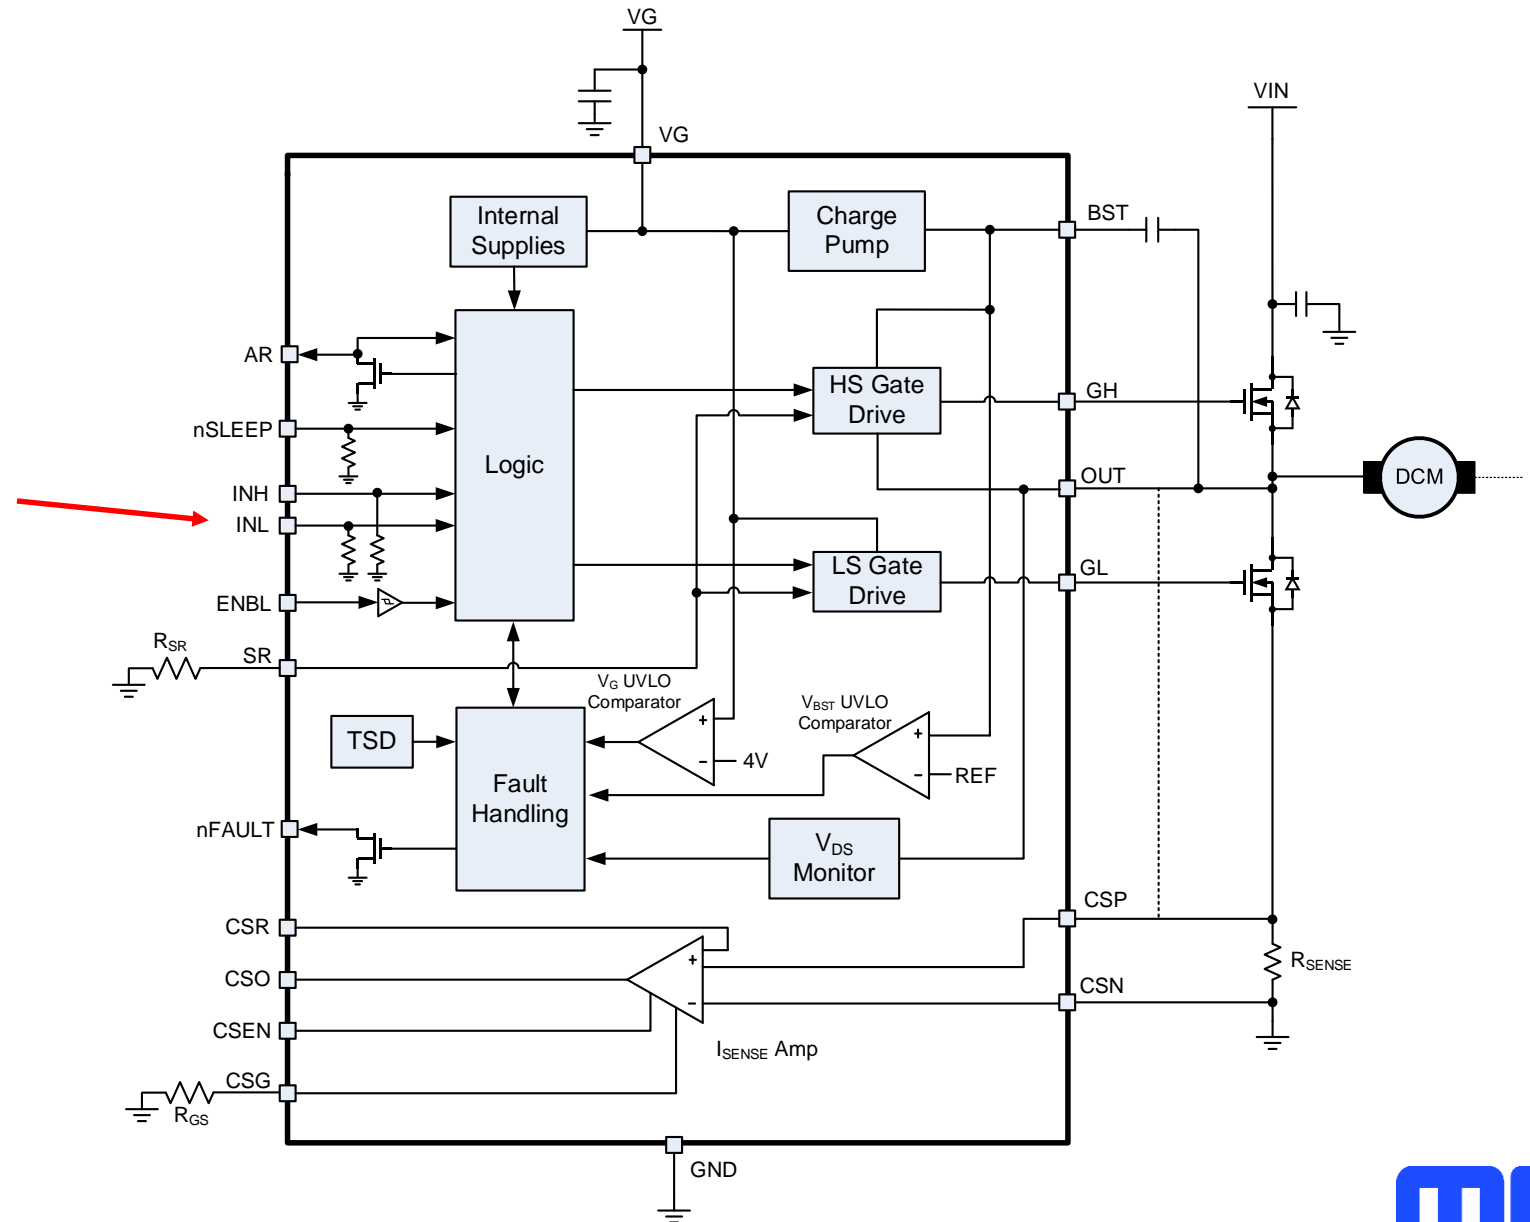 VG
VIN
VG
Internal
Supplies
Charge
Pump
BST
AR
HS Gate
Drive
GH
nSLEEP
Logic
INH
OUT
DCM
INL
LS Gate
Drive
GL
ENBL
RSR
SR
VG UVLO
Comparator
VBST UVLO
Comparator
+
+
TSD
-
4V
-
REF
Fault
Handling
nFAULT
VDS
Monitor
CSP
CSR
+
RSENSE
CSO
CSN
-
CSEN
ISENSE Amp
CSG
RGS
GND